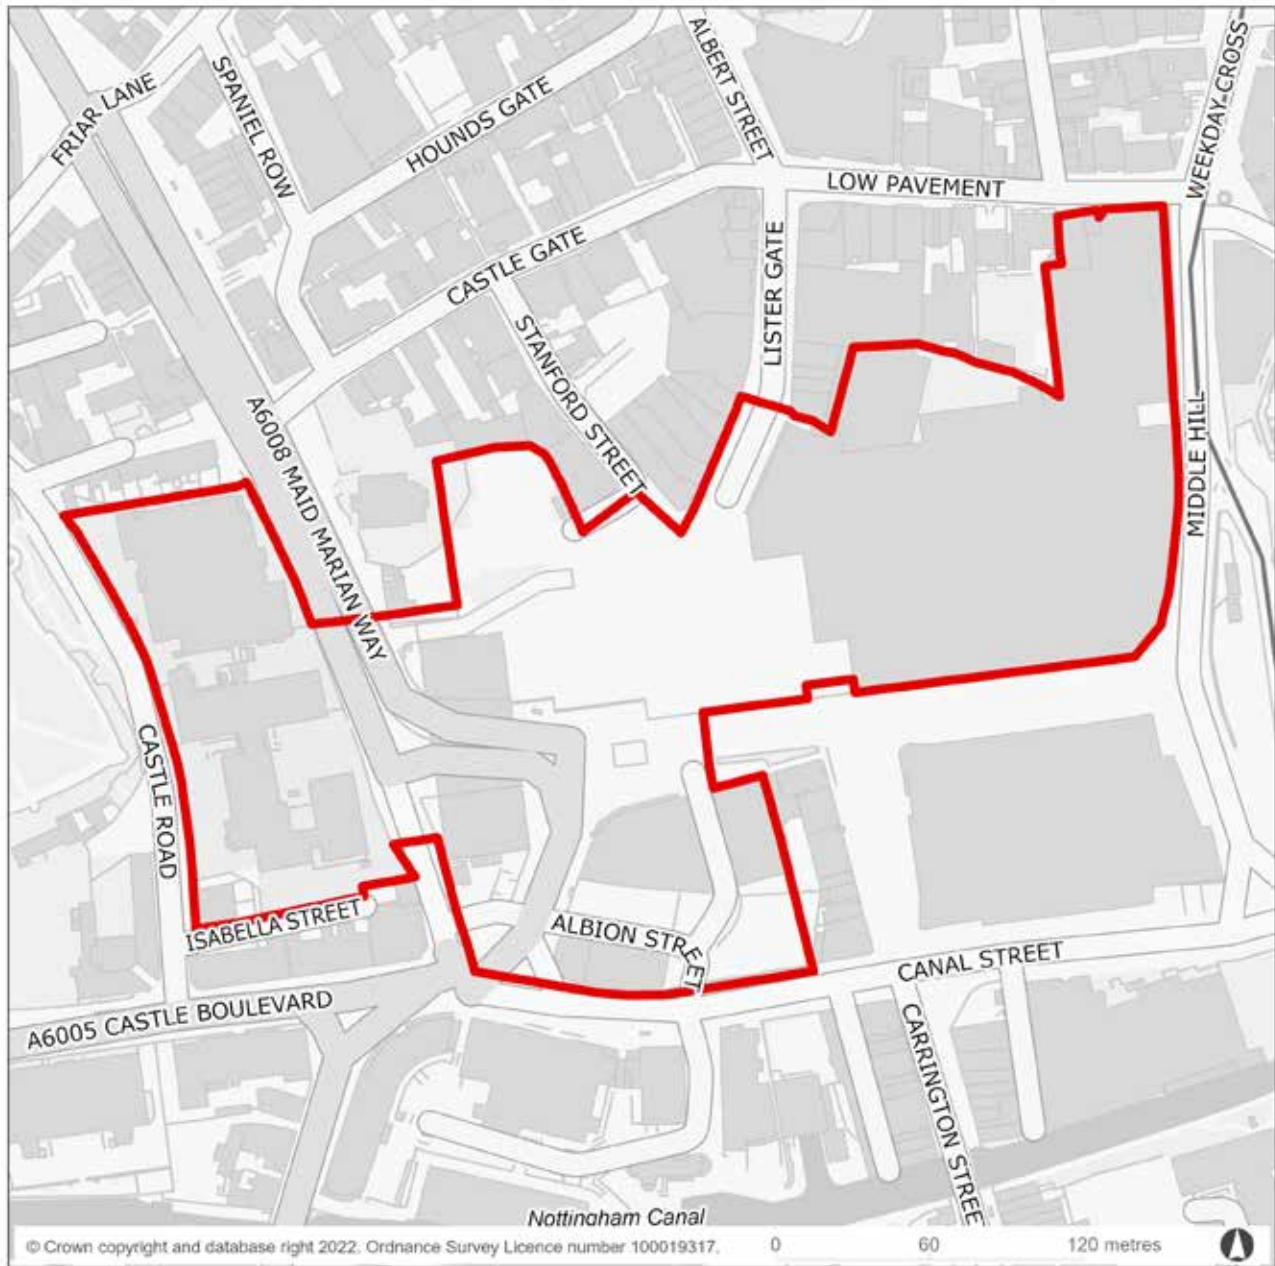 FRIAR LANE
SPANIEL ROW
HOUNDS GATE
ALBERT STREET
WEEKDAY CROSS
LOW PAVEMENT
CASTLE GATE
LISTER GATE
STANFORD STREET
A6008 MAID MARIAN WAY
MIDDLE HILL
CASTLE ROAD
ISABELLA STREET
ALBION STREET
CANAL STREET
A6005 CASTLE BOULEVARD
CARRINGTON STREE
Nottingham Canal
© Crown copyright and database right 2022. Ordnance Survey Licence number 100019317.
0 60 120 metres